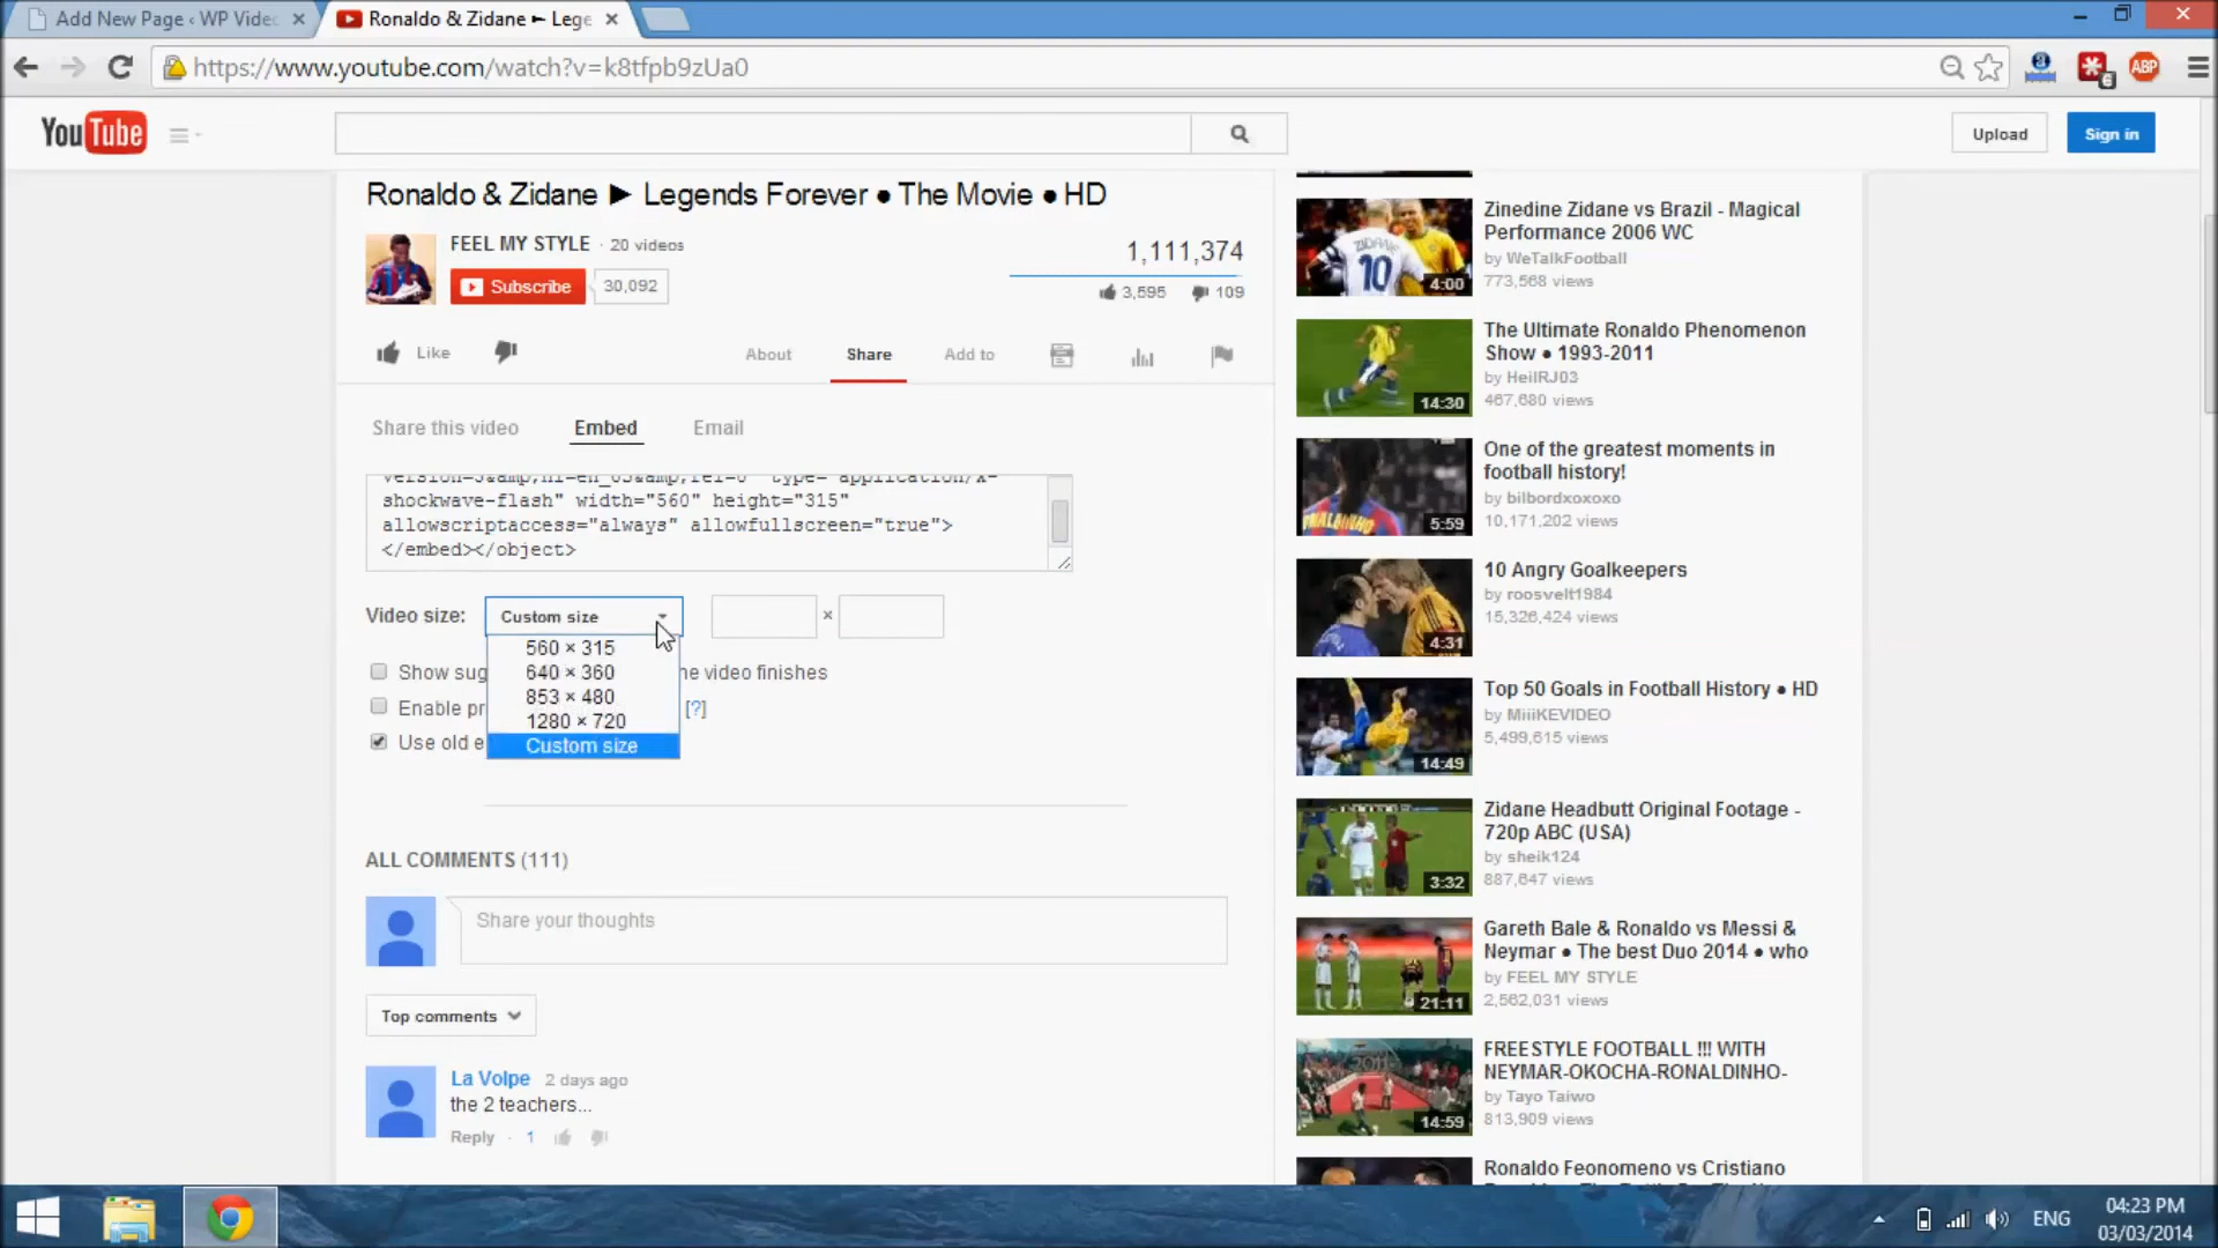 Add New Page ‹ WP Video
Ronaldo & Zidane ► Lege
https://www.youtube.com/watch?v=k8tfpb9zUa0
6
ABP
YouTube
Upload
Sign in
Ronaldo & Zidane ► Legends Forever ● The Movie ● HD
FEEL MY STYLE · 20 videos
1,111,374
Subscribe
30,092
3,595
109
Like
About
Share
Add to
Share this video
Embed
Email
shockwave-flash" width="560" height="315"
allowscriptaccess="always" allowfullscreen="true">
</embed></object>
Video size:
Custom size
×
560 × 315
640 × 360
853 × 480
1280 × 720
Custom size
Show sug
he video finishes
Enable pr
[?]
Use old e
ALL COMMENTS (111)
Share your thoughts
Top comments
La Volpe 2 days ago
the 2 teachers...
Reply · 1
ZIDANE
10
4:00
Zinedine Zidane vs Brazil - Magical
Performance 2006 WC
by WeTalkFootball
773,568 views
14:30
The Ultimate Ronaldo Phenomenon
Show ● 1993-2011
by HeilRJ03
467,680 views
5:59
One of the greatest moments in
football history!
by bilbordxoxoxo
10,171,202 views
4:31
10 Angry Goalkeepers
by roosvelt1984
15,326,424 views
14:49
Top 50 Goals in Football History ● HD
by MiiiKEVIDEO
5,499,615 views
3:32
Zidane Headbutt Original Footage -
720p ABC (USA)
by sheik124
887,647 views
21:11
Gareth Bale & Ronaldo vs Messi &
Neymar ● The best Duo 2014 ● who
by FEEL MY STYLE
2,562,031 views
14:59
FREESTYLE FOOTBALL !!! WITH
NEYMAR-OKOCHA-RONALDINHO-
by Tayo Taiwo
813,909 views
Ronaldo Feonomeno vs Cristiano
ENG
04:23 PM
03/03/2014